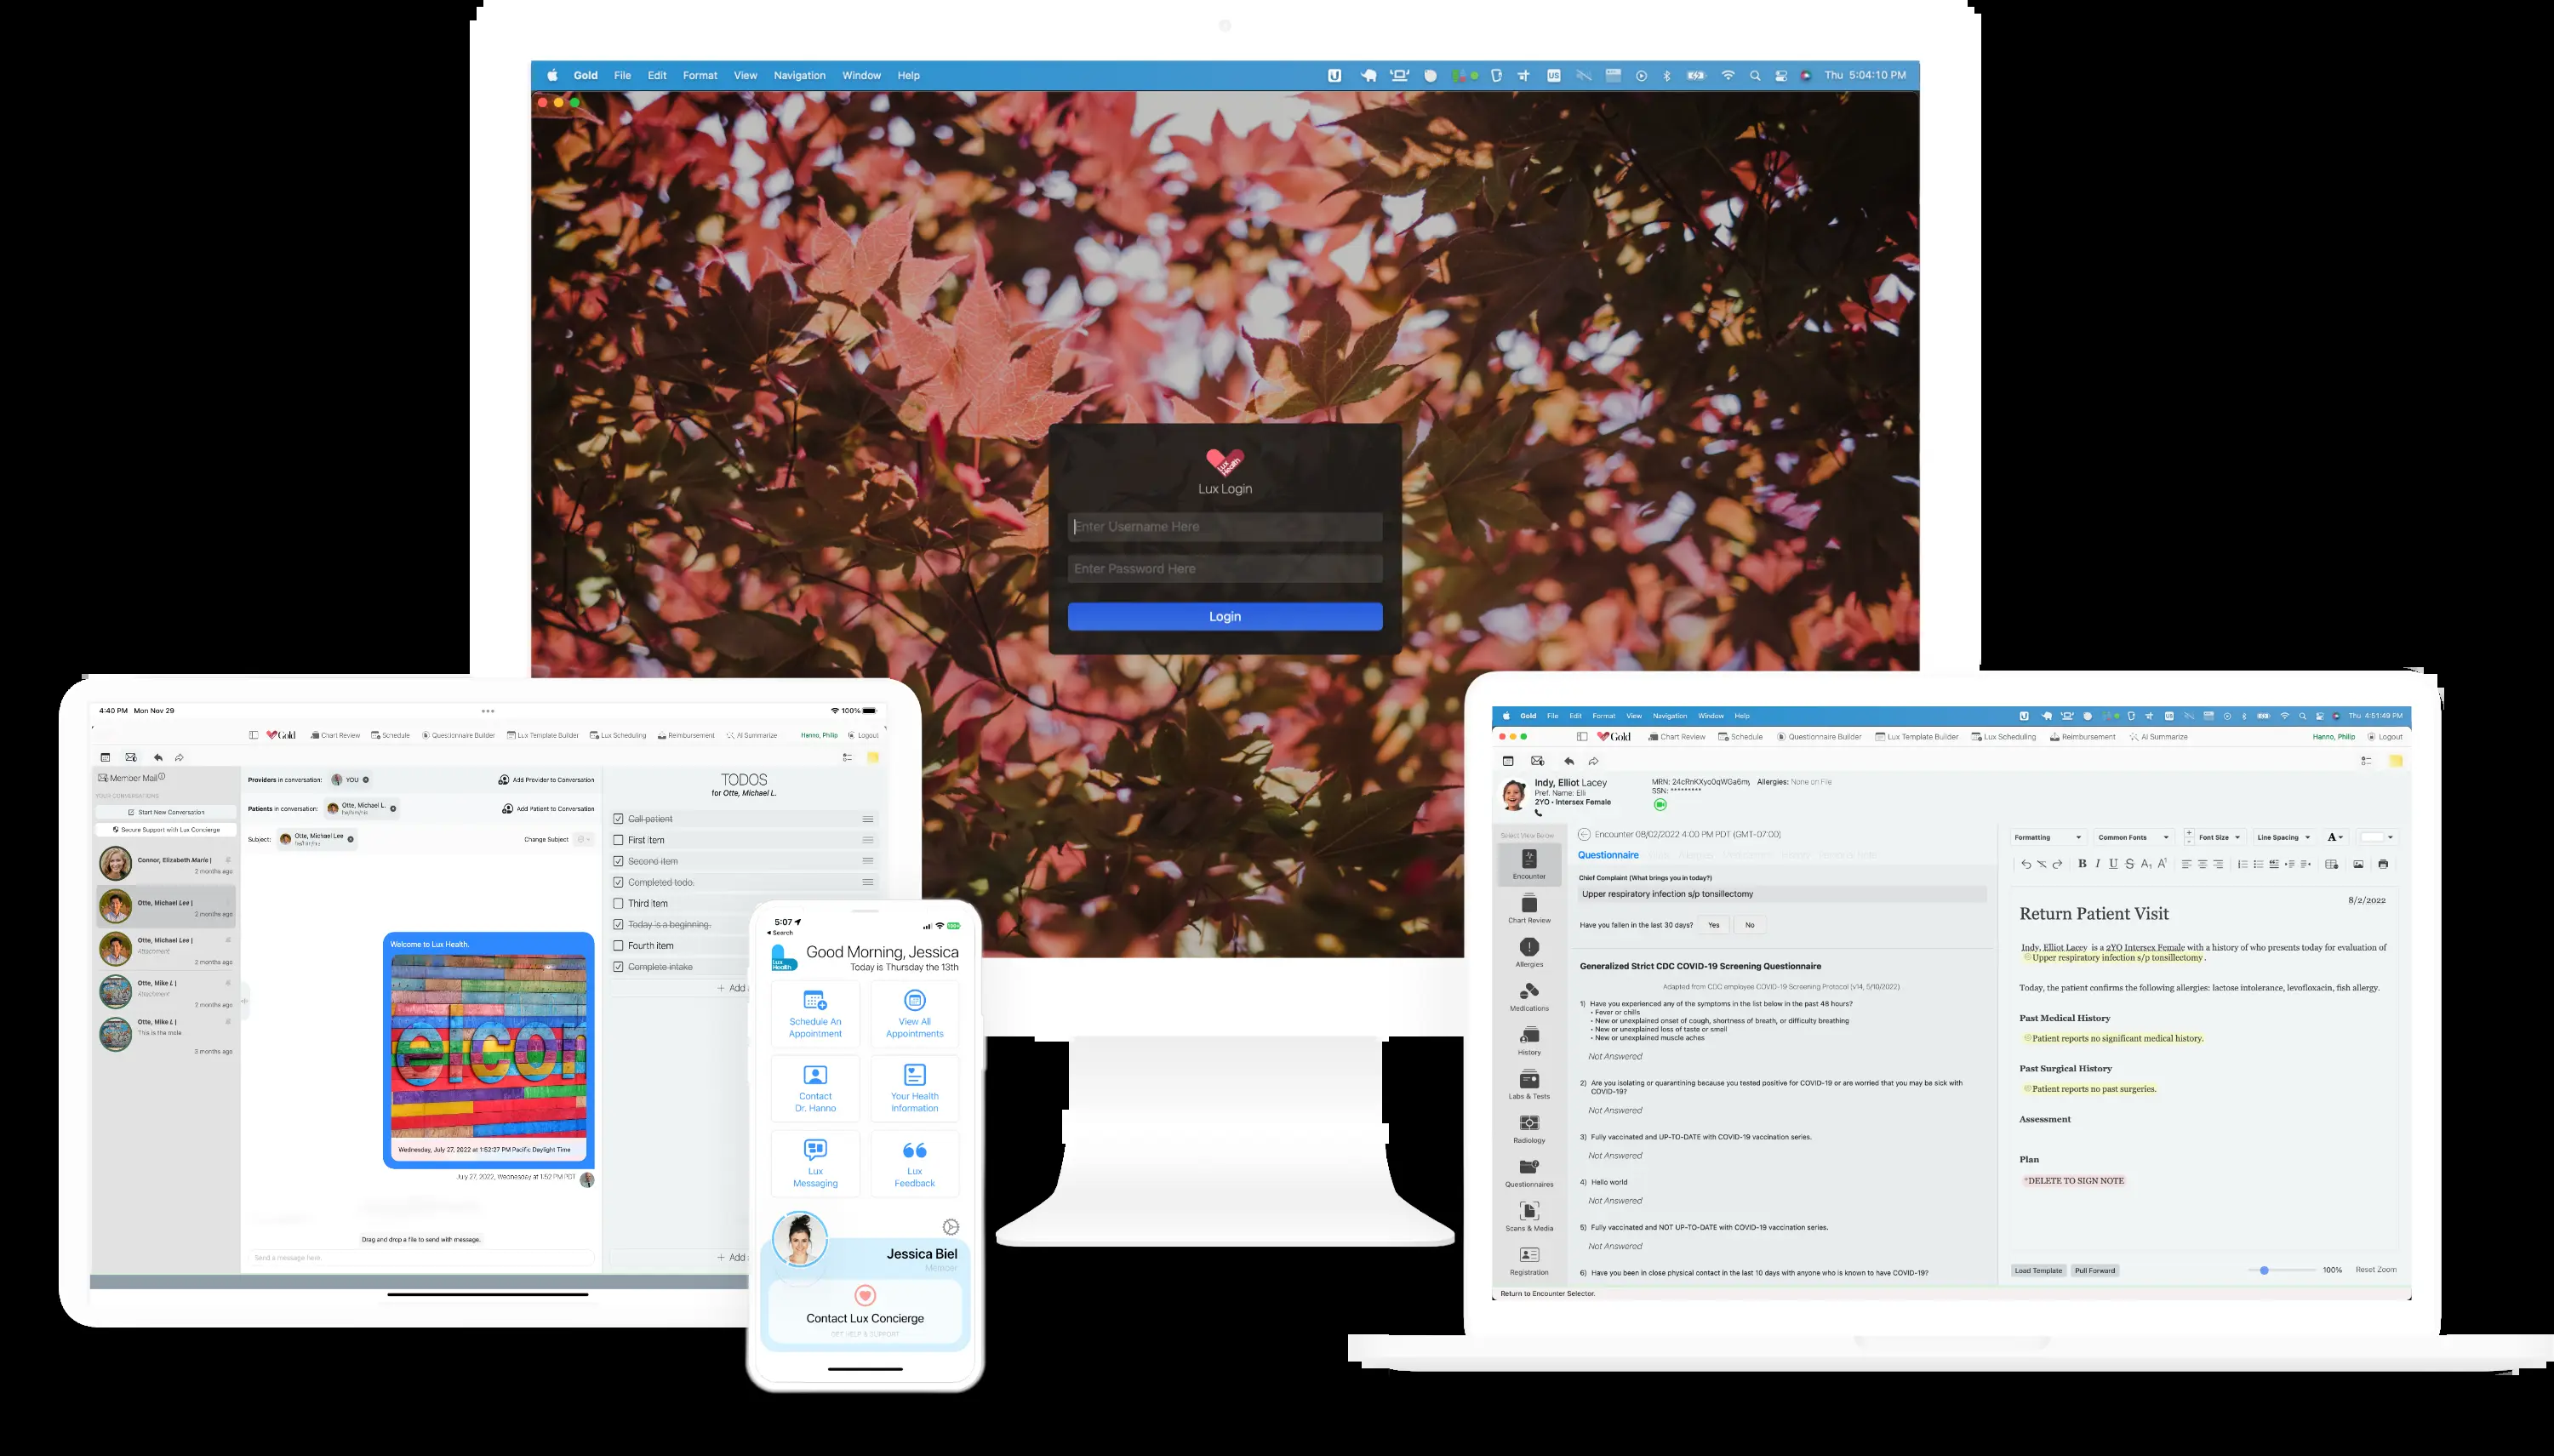 Gold File Edit Format View Navigation Window Help
US
Thu 5:04:10 PM
Lux Health
Lux Login
Enter Username Here
Enter Password Here
Login
4:40 PM Mon Nov 29
100%
Gold Chart Review Schedule Questionnaire Builder Lux Template Builder Lux Scheduling Reimbursement AI Summarize Hanno, Philip Logout
Member Mail
YOUR CONVERSATIONS
Start New Conversation
Secure Support with Lux Concierge
Connor, Elizabeth Marie |
2 months ago
Otte, Michael Lee |
2 months ago
Otte, Michael Lee |
Attachment
2 months ago
Otte, Mike L |
Attachment
2 months ago
Otte, Mike L |
This is the male
3 months ago
Providers in conversation: YOU
Add Provider to Conversation
Patients in conversation: Otte, Michael L.
he/him/his
Add Patient to Conversation
Subject: Otte, Michael Lee
he/him/his
Change Subject
Welcome to Lux Health.
elcom
Wednesday, July 27, 2022 at 1:52:27 PM Pacific Daylight Time
July 27, 2022, Wednesday at 1:52 PM PDT
Drag and drop a file to send with message.
Send a message here.
TODOS
for Otte, Michael L.
Call patient
First item
Second item
Completed todo.
Third item
Today is a beginning.
Fourth item
Complete intake
+ Add
+ Add
5:07
Search
Lux Health
Good Morning, Jessica
Today is Thursday the 13th
Schedule An
Appointment
View All
Appointments
Contact
Dr. Hanno
Your Health
Information
Lux
Messaging
Lux
Feedback
Jessica Biel
Member
Contact Lux Concierge
GET HELP & SUPPORT
Gold File Edit Format View Navigation Window Help
Thu 4:51:49 PM
Gold Chart Review Schedule Questionnaire Builder Lux Template Builder Lux Scheduling Reimbursement AI Summarize Hanno, Philip Logout
Indy, Elliot Lacey
Pref. Name: Elli
2YO • Intersex Female
MRN: 24cRnKXyo0qWGa6m, Allergies: None on File
SSN: *********
Select View Below
Encounter
Chart Review
Allergies
Medications
History
Labs & Tests
Radiology
Questionnaires
Scans & Media
Registration
Encounter 08/02/2022 4:00 PM PDT (GMT-07:00)
Questionnaire
Chief Complaint (What brings you in today?)
Upper respiratory infection s/p tonsillectomy
Have you fallen in the last 30 days? Yes No
Generalized Strict CDC COVID-19 Screening Questionnaire
Adapted from CDC employee COVID-19 Screening Protocol (v14, 5/10/2022)
1) Have you experienced any of the symptoms in the list below in the past 48 hours?
• Fever or chills
• New or unexplained onset of cough, shortness of breath, or difficulty breathing
• New or unexplained loss of taste or smell
• New or unexplained muscle aches
Not Answered
2) Are you isolating or quarantining because you tested positive for COVID-19 or are worried that you may be sick with
COVID-19?
Not Answered
3) Fully vaccinated and UP-TO-DATE with COVID-19 vaccination series.
Not Answered
4) Hello world
Not Answered
5) Fully vaccinated and NOT UP-TO-DATE with COVID-19 vaccination series.
Not Answered
6) Have you been in close physical contact in the last 10 days with anyone who is known to have COVID-19?
Return to Encounter Selector.
Formatting Common Fonts Font Size Line Spacing A
B I U S
8/2/2022
Return Patient Visit
Indy, Elliot Lacey is a 2YO Intersex Female with a history of who presents today for evaluation of
Upper respiratory infection s/p tonsillectomy.
Today, the patient confirms the following allergies: lactose intolerance, levofloxacin, fish allergy.
Past Medical History
Patient reports no significant medical history.
Past Surgical History
Patient reports no past surgeries.
Assessment
Plan
*DELETE TO SIGN NOTE
Load Template Pull Forward
100% Reset Zoom